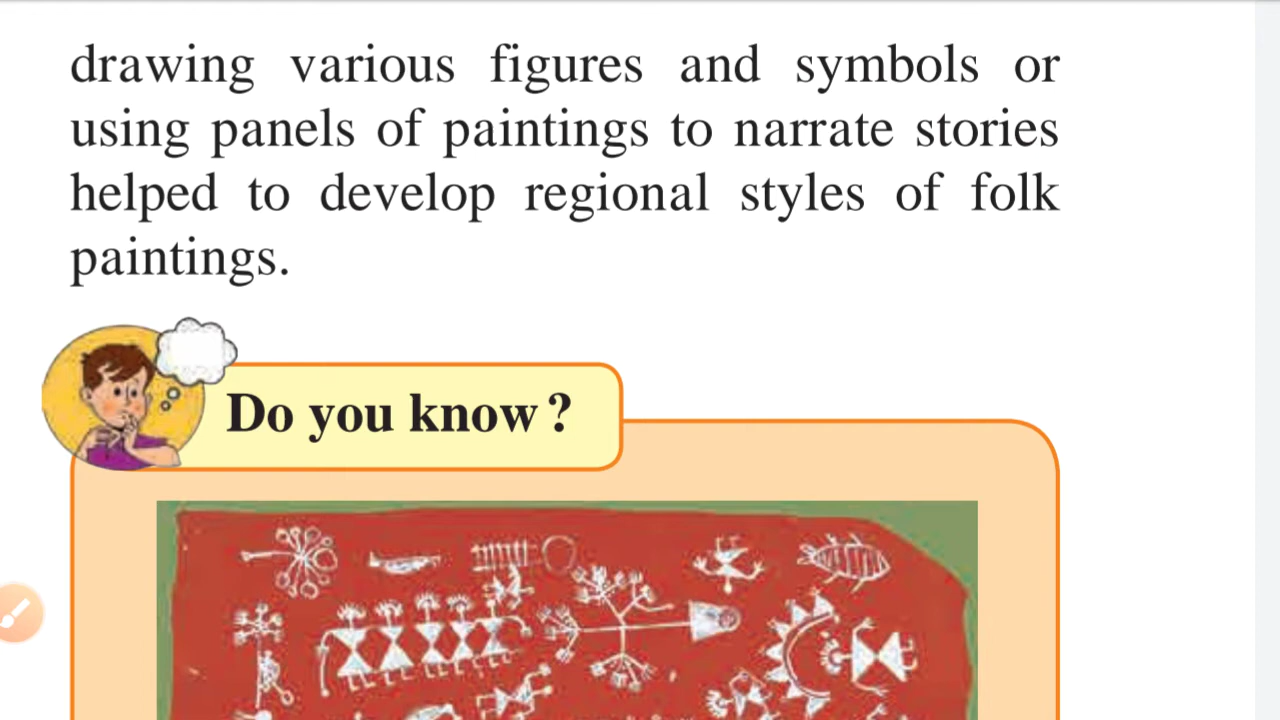 drawing various figures and symbols or
using panels of paintings to narrate stories
helped to develop regional styles of folk
paintings.
Do you know ?